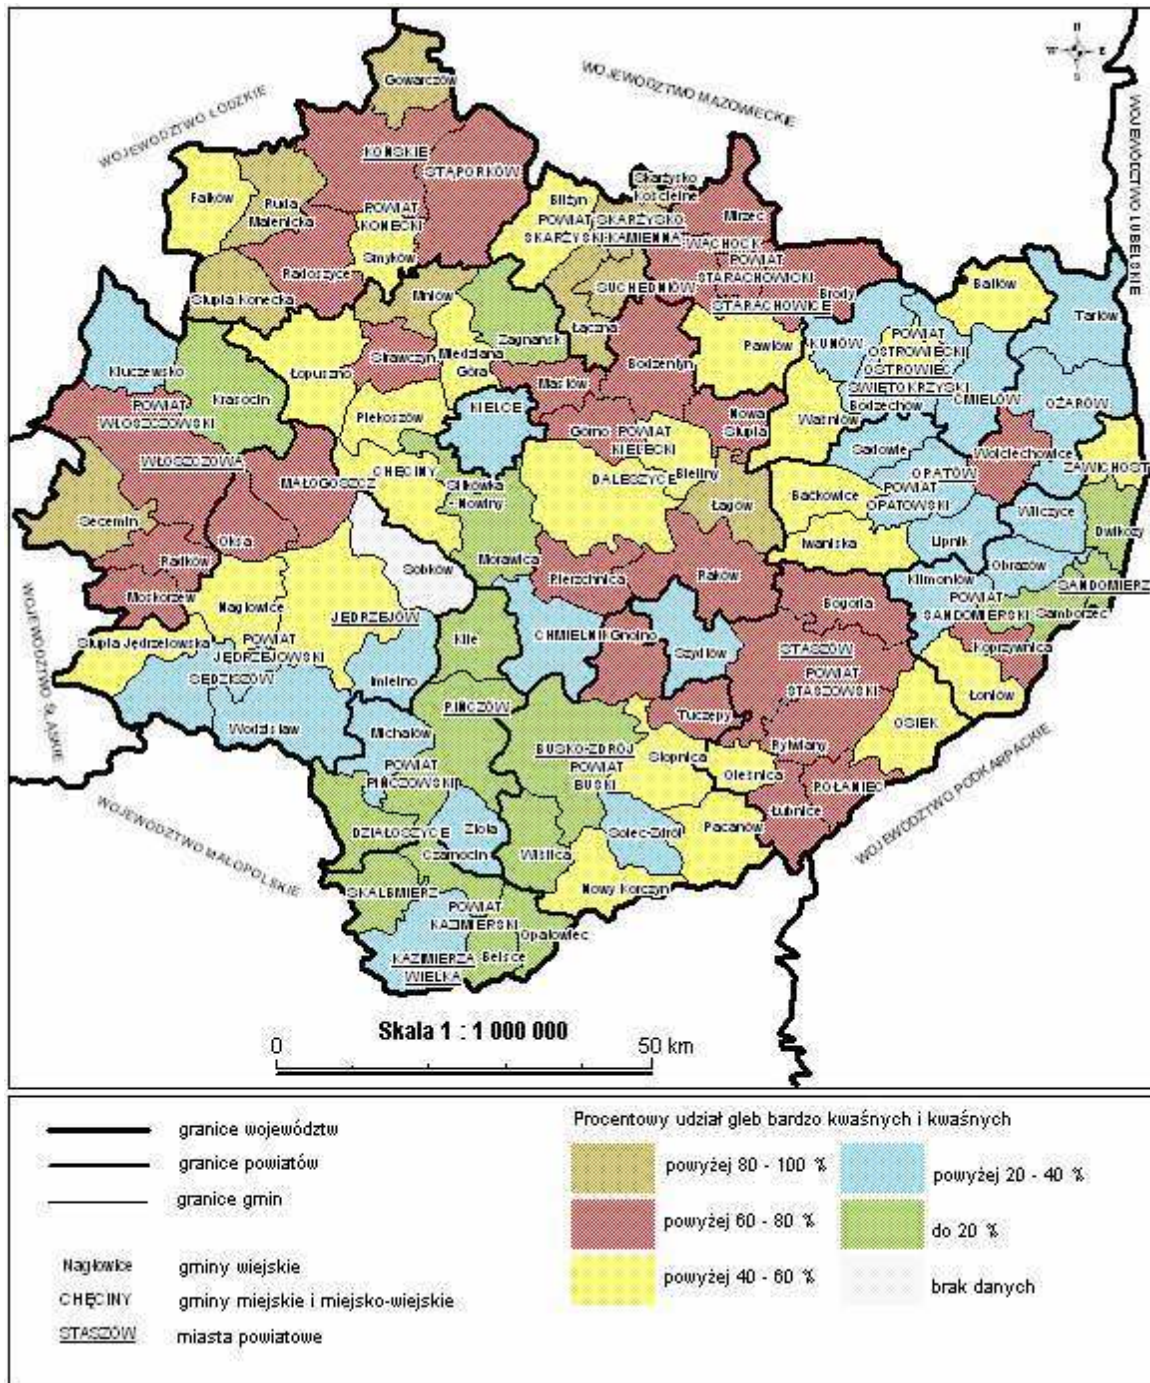 N
W E
S
WOJEWÓDZTWO ŁÓDZKIE
WOJEWÓDZTWO MAZOWIECKIE
WOJEWÓDZTWO LUBELSKIE
Gowarczów
KOŃSKIE
STĄPORKÓW
Fałków
Ruda
Malenicka
POWIAT
KONECKI
Smyków
Radoszyce
Słupia Konecka
Bliżyn
POWIAT
SKARŻYSKI
Skarżysko
Kościelne
SKARŻYSKO
-KAMIENNA
SUCHEDNIÓW
Łączna
Mirzec
WĄCHOCK
POWIAT
STARACHOWICKI
STARACHOWICE
Brody
Bałtów
Tarłów
Mniów
Zagnańsk
Kluczewsko
Krasocin
Łopuszno
Strawczyn
Miedziana
Góra
Bodzentyn
Pawłów
KUNÓW
POWIAT
OSTROWIECKI
OSTROWIEC
ŚWIĘTOKRZYSKI
Bodzechów
ĆMIELÓW
OŻARÓW
Waśniów
Masłów
Piekoszów
KIELCE
POWIAT
WŁOSZCZOWSKI
WŁOSZCZOWA
MAŁOGOSZCZ
CHĘCINY
Sitkówka
- Nowiny
Górno
POWIAT
KIELECKI
Nowa
Słupia
DALESZYCE
Bieliny
Łagów
Sadowie
OPATÓW
POWIAT
OPATOWSKI
Wojciechowice
ZAWICHOST
Baćkowice
Iwaniska
Lipnik
Wilczyce
Dwikozy
Obrazów
SANDOMIERZ
Samborzec
Klimontów
POWIAT
SANDOMIERSKI
Koprzywnica
Łoniów
Secemin
Oksa
Radków
Moskorzew
Nagłowice
Sobków
Morawica
Pierzchnica
Raków
Bogoria
JĘDRZEJÓW
Słupia Jędrzejowska
POWIAT
JĘDRZEJOWSKI
SĘDZISZÓW
Imielno
Kije
CHMIELNIK
Gnojno
Szydłów
STASZÓW
POWIAT
STASZOWSKI
OSIEK
Wodzisław
Michałów
PIŃCZÓW
POWIAT
PIŃCZOWSKI
BUSKO-ZDRÓJ
POWIAT
BUSKI
Tuczępy
Stopnica
Rytwiany
Oleśnica
POŁANIEC
Łubnice
Pacanów
Solec-Zdrój
DZIAŁOSZYCE
Złota
Czarnocin
Wiślica
Nowy Korczyn
SKALBMIERZ
POWIAT
KAZIMIERSKI
Opatowiec
Bejsce
KAZIMIERZA
WIELKA
WOJEWÓDZTWO ŚLĄSKIE
WOJEWÓDZTWO MAŁOPOLSKIE
WOJEWÓDZTWO PODKARPACKIE
Skala 1 : 1 000 000
0 50 km
granice województw
granice powiatów
granice gmin
Nagłowice gminy wiejskie
CHĘCINY gminy miejskie i miejsko-wiejskie
STASZÓW miasta powiatowe
Procentowy udział gleb bardzo kwaśnych i kwaśnych
powyżej 80 - 100 %
powyżej 60 - 80 %
powyżej 40 - 60 %
powyżej 20 - 40 %
do 20 %
brak danych